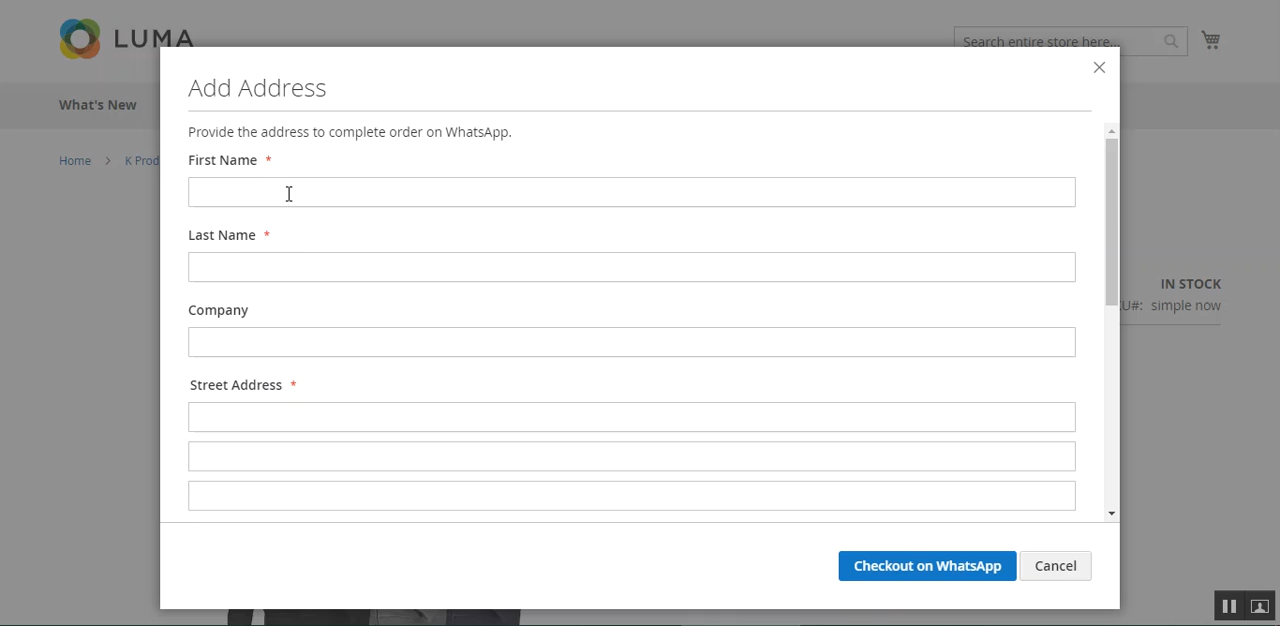 LUMA
Search entire store here...
What's New
Home > K Prod
IN STOCK
U#: simple now
Add Address
Provide the address to complete order on WhatsApp.
First Name *
Last Name *
Company
Street Address *
Checkout on WhatsApp
Cancel